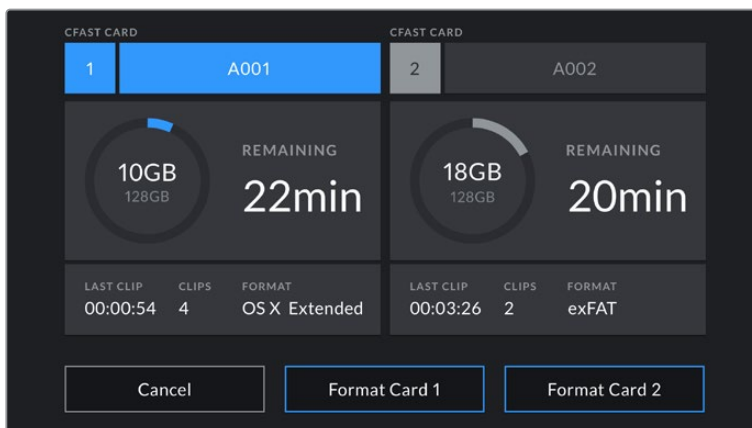 CFAST CARD
1 A001
10GB
128GB
REMAINING
22min
LAST CLIP CLIPS FORMAT
00:00:54 4 OS X Extended
CFAST CARD
2 A002
18GB
128GB
REMAINING
20min
LAST CLIP CLIPS FORMAT
00:03:26 2 exFAT
Cancel
Format Card 1
Format Card 2